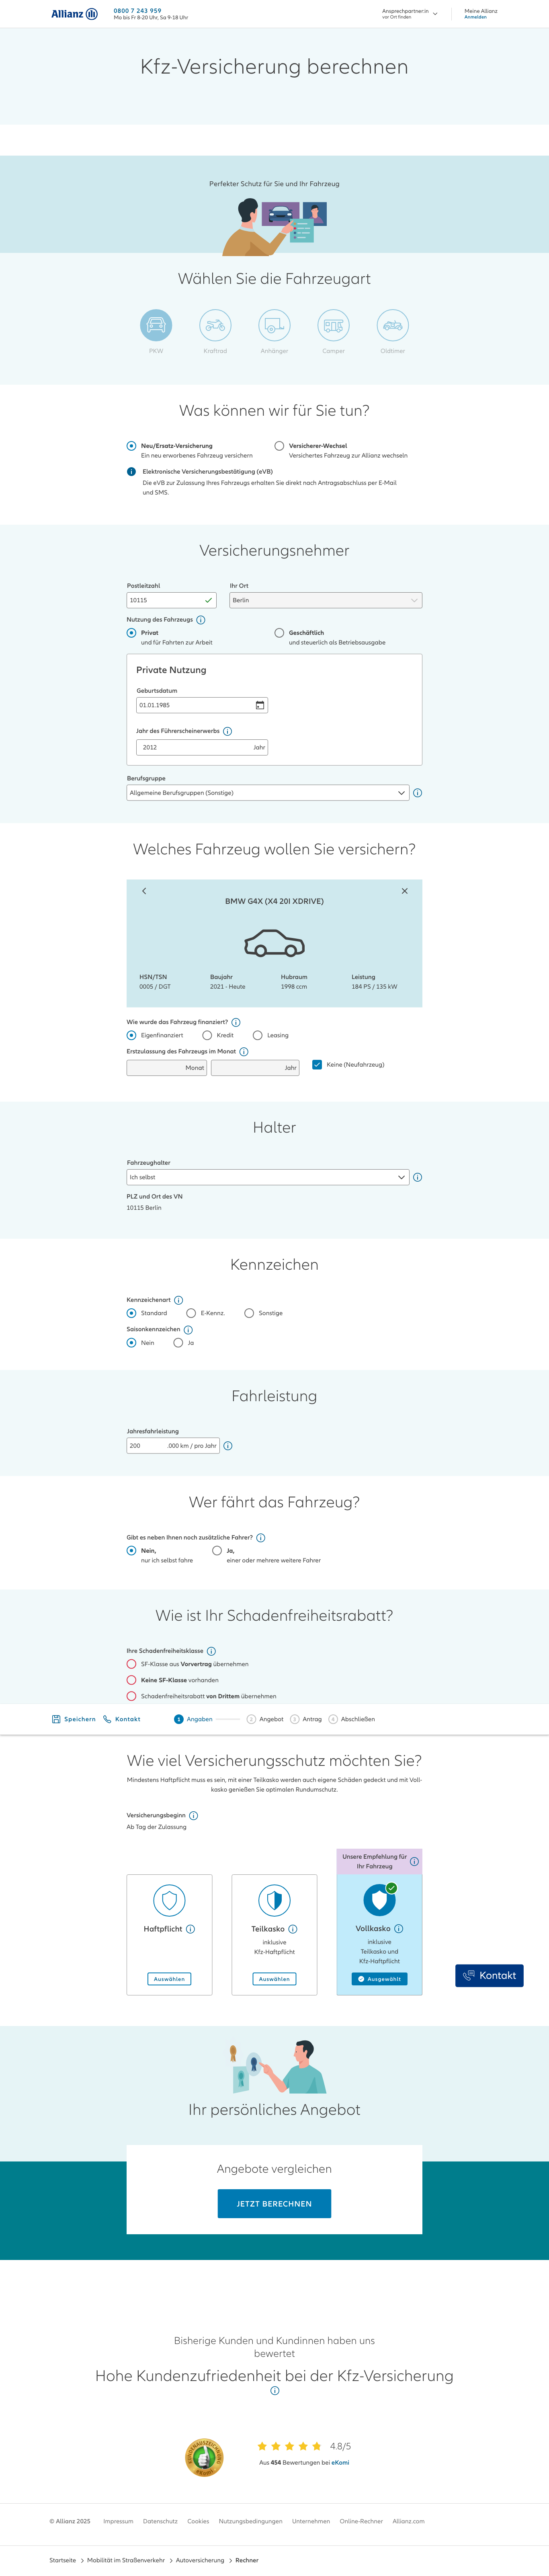 Allianz
0800 7 243 959
Mo bis Fr 8-20 Uhr, Sa 9-18 Uhr
Ansprechpartner:in
vor Ort finden
Meine Allianz
Anmelden
Kfz-Versicherung berechnen
Perfekter Schutz für Sie und Ihr Fahrzeug
Wählen Sie die Fahrzeugart
PKW Kraftrad Anhänger Camper Oldtimer
Was können wir für Sie tun?
Neu/Ersatz-Versicherung
Ein neu erworbenes Fahrzeug versichern
Versicherer-Wechsel
Versichertes Fahrzeug zur Allianz wechseln
Elektronische Versicherungsbestätigung (eVB)
Die eVB zur Zulassung Ihres Fahrzeugs erhalten Sie direkt nach Antragsabschluss per E-Mail
und SMS.
Versicherungsnehmer
Postleitzahl
10115
Ihr Ort
Berlin
Nutzung des Fahrzeugs
Privat
und für Fahrten zur Arbeit
Geschäftlich
und steuerlich als Betriebsausgabe
Private Nutzung
Geburtsdatum
01.01.1985
Jahr des Führerscheinerwerbs
2012 Jahr
Berufsgruppe
Allgemeine Berufsgruppen (Sonstige)
Welches Fahrzeug wollen Sie versichern?
BMW G4X (X4 20I XDRIVE)
HSN/TSN
0005 / DGT
Baujahr
2021 - Heute
Hubraum
1998 ccm
Leistung
184 PS / 135 kW
Wie wurde das Fahrzeug finanziert?
Eigenfinanziert Kredit Leasing
Erstzulassung des Fahrzeugs im Monat
Monat Jahr Keine (Neufahrzeug)
Halter
Fahrzeughalter
Ich selbst
PLZ und Ort des VN
10115 Berlin
Kennzeichen
Kennzeichenart
Standard E-Kennz. Sonstige
Saisonkennzeichen
Nein Ja
Fahrleistung
Jahresfahrleistung
200 .000 km / pro Jahr
Wer fährt das Fahrzeug?
Gibt es neben Ihnen noch zusätzliche Fahrer?
Nein,
nur ich selbst fahre
Ja,
einer oder mehrere weitere Fahrer
Wie ist Ihr Schadenfreiheitsrabatt?
Ihre Schadenfreiheitsklasse
SF-Klasse aus Vorvertrag übernehmen
Keine SF-Klasse vorhanden
Schadenfreiheitsrabatt von Drittem übernehmen
Speichern Kontakt 1 Angaben 2 Angebot 3 Antrag 4 Abschließen
Wie viel Versicherungsschutz möchten Sie?
Mindestens Haftpflicht muss es sein, mit einer Teilkasko werden auch eigene Schäden gedeckt und mit Voll-
kasko genießen Sie optimalen Rundumschutz.
Versicherungsbeginn
Ab Tag der Zulassung
Unsere Empfehlung für
Ihr Fahrzeug
Haftpflicht
Auswählen
Teilkasko
inklusive
Kfz-Haftpflicht
Auswählen
Vollkasko
inklusive
Teilkasko und
Kfz-Haftpflicht
Ausgewählt
Kontakt
Ihr persönliches Angebot
Angebote vergleichen
JETZT BERECHNEN
Bisherige Kunden und Kundinnen haben uns
bewertet
Hohe Kundenzufriedenheit bei der Kfz-Versicherung
4.8/5
Aus 454 Bewertungen bei eKomi
© Allianz 2025 Impressum Datenschutz Cookies Nutzungsbedingungen Unternehmen Online-Rechner Allianz.com
Startseite Mobilität im Straßenverkehr Autoversicherung Rechner